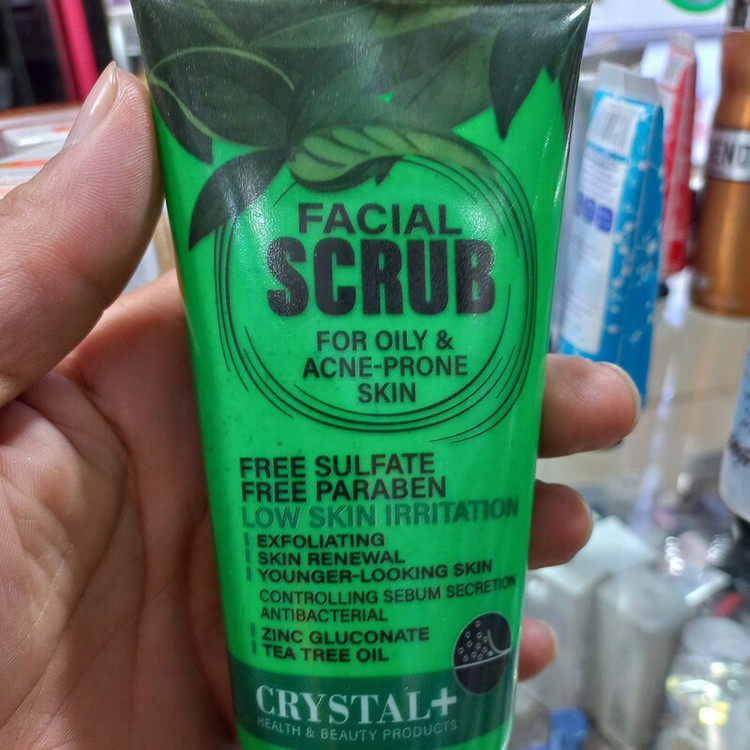 FACIAL
SCRUB
FOR OILY &
ACNE-PRONE
SKIN
FREE SULFATE
FREE PARABEN
LOW SKIN IRRITATION
EXFOLIATING
SKIN RENEWAL
YOUNGER-LOOKING SKIN
CONTROLLING SEBUM SECRETION
ANTIBACTERIAL
ZINC GLUCONATE
TEA TREE OIL
CRYSTAL+
HEALTH & BEAUTY PRODUCTS